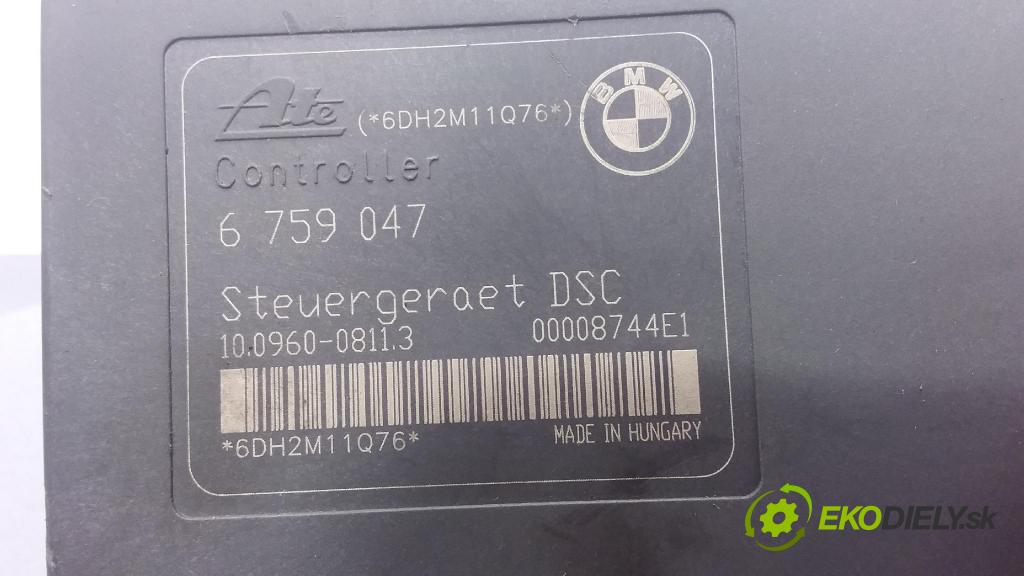 Ate (*6DH2M11Q76*)
BMW
Controller
6 759 047
Steuergeraet DSC
10.0960-0811.3 00008744E1
*6DH2M11Q76*
MADE IN HUNGARY
EKODIELY.sk